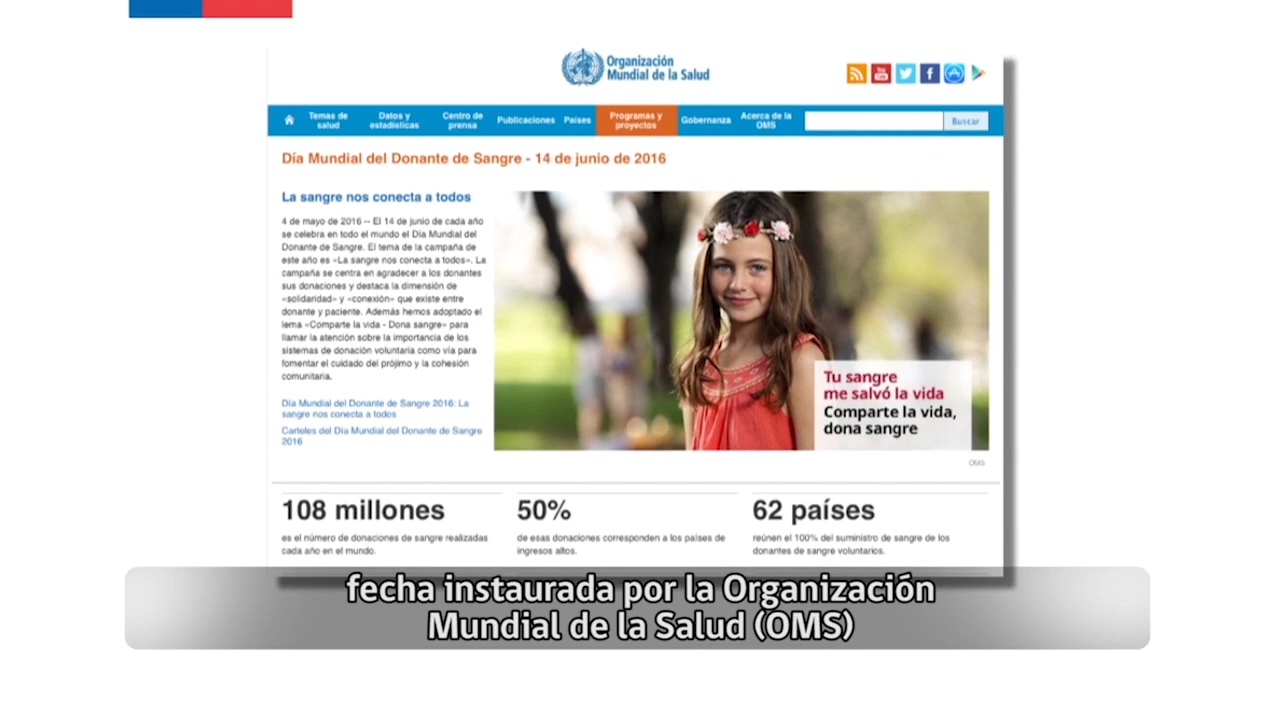 Organización
Mundial de la Salud
Temas de
salud
Datos y
estadísticas
Centro de
prensa
Publicaciones
Países
Programas y
proyectos
Gobernanza
Acerca de la
OMS
Buscar
Día Mundial del Donante de Sangre - 14 de junio de 2016
La sangre nos conecta a todos
4 de mayo de 2016 -- El 14 de junio de cada año
se celebra en todo el mundo el Día Mundial del
Donante de Sangre. El tema de la campaña de
este año es «La sangre nos conecta a todos». La
campaña se centra en agradecer a los donantes
sus donaciones y destaca la dimensión de
«solidaridad» y «conexión» que existe entre
donante y paciente. Además hemos adoptado el
lema «Comparte la vida - Dona sangre» para
llamar la atención sobre la importancia de los
sistemas de donación voluntaria como vía para
fomentar el cuidado del prójimo y la cohesión
comunitaria.
Día Mundial del Donante de Sangre 2016: La
sangre nos conecta a todos
Carteles del Día Mundial del Donante de Sangre
2016
Tu sangre
me salvó la vida
Comparte la vida,
dona sangre
OMS
108 millones
es el número de donaciones de sangre realizadas
cada año en el mundo.
50%
de esas donaciones corresponden a los países de
ingresos altos.
62 países
reúnen el 100% del suministro de sangre de los
donantes de sangre voluntarios.
fecha instaurada por la Organización
Mundial de la Salud (OMS)